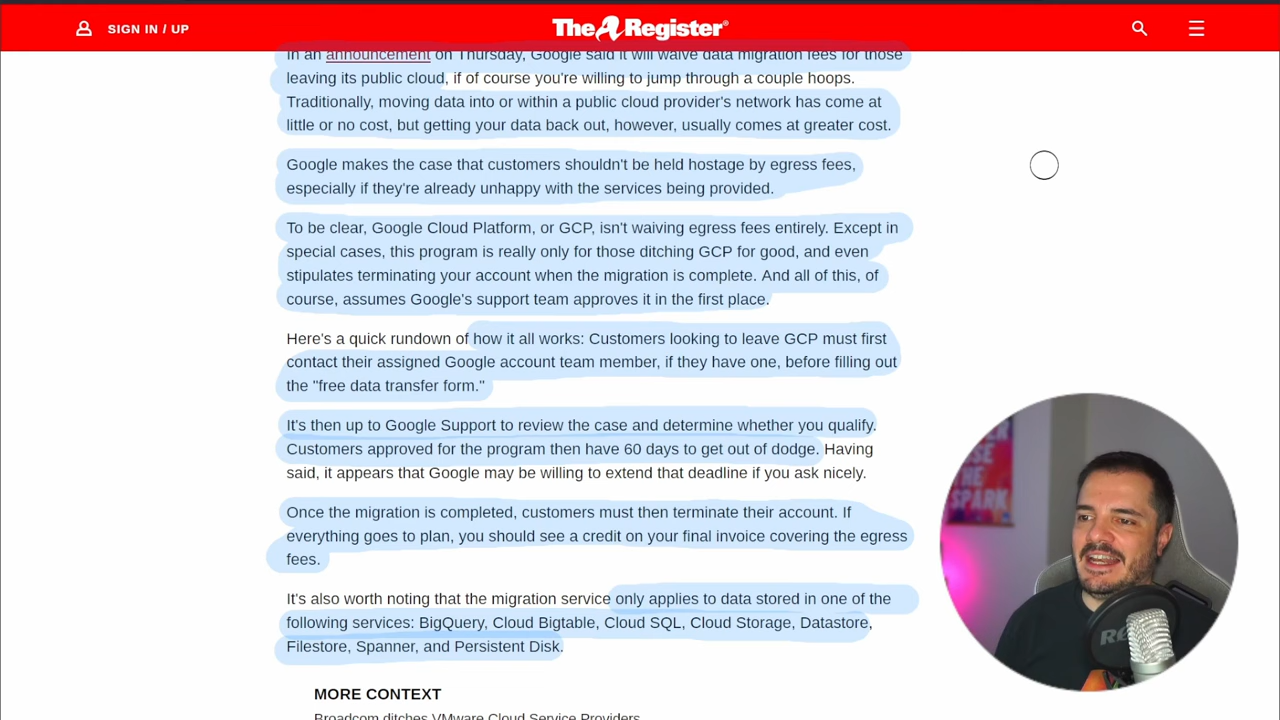 SIGN IN / UP
The Register®
In an announcement on Thursday, Google said it will waive data migration fees for those
leaving its public cloud, if of course you're willing to jump through a couple hoops.
Traditionally, moving data into or within a public cloud provider's network has come at
little or no cost, but getting your data back out, however, usually comes at greater cost.
Google makes the case that customers shouldn't be held hostage by egress fees,
especially if they're already unhappy with the services being provided.
To be clear, Google Cloud Platform, or GCP, isn't waiving egress fees entirely. Except in
special cases, this program is really only for those ditching GCP for good, and even
stipulates terminating your account when the migration is complete. And all of this, of
course, assumes Google's support team approves it in the first place.
Here's a quick rundown of how it all works: Customers looking to leave GCP must first
contact their assigned Google account team member, if they have one, before filling out
the "free data transfer form."
It's then up to Google Support to review the case and determine whether you qualify.
Customers approved for the program then have 60 days to get out of dodge. Having
said, it appears that Google may be willing to extend that deadline if you ask nicely.
Once the migration is completed, customers must then terminate their account. If
everything goes to plan, you should see a credit on your final invoice covering the egress
fees.
It's also worth noting that the migration service only applies to data stored in one of the
following services: BigQuery, Cloud Bigtable, Cloud SQL, Cloud Storage, Datastore,
Filestore, Spanner, and Persistent Disk.
MORE CONTEXT
Broadcom ditches VMware Cloud Service Providers
THE
SPARK